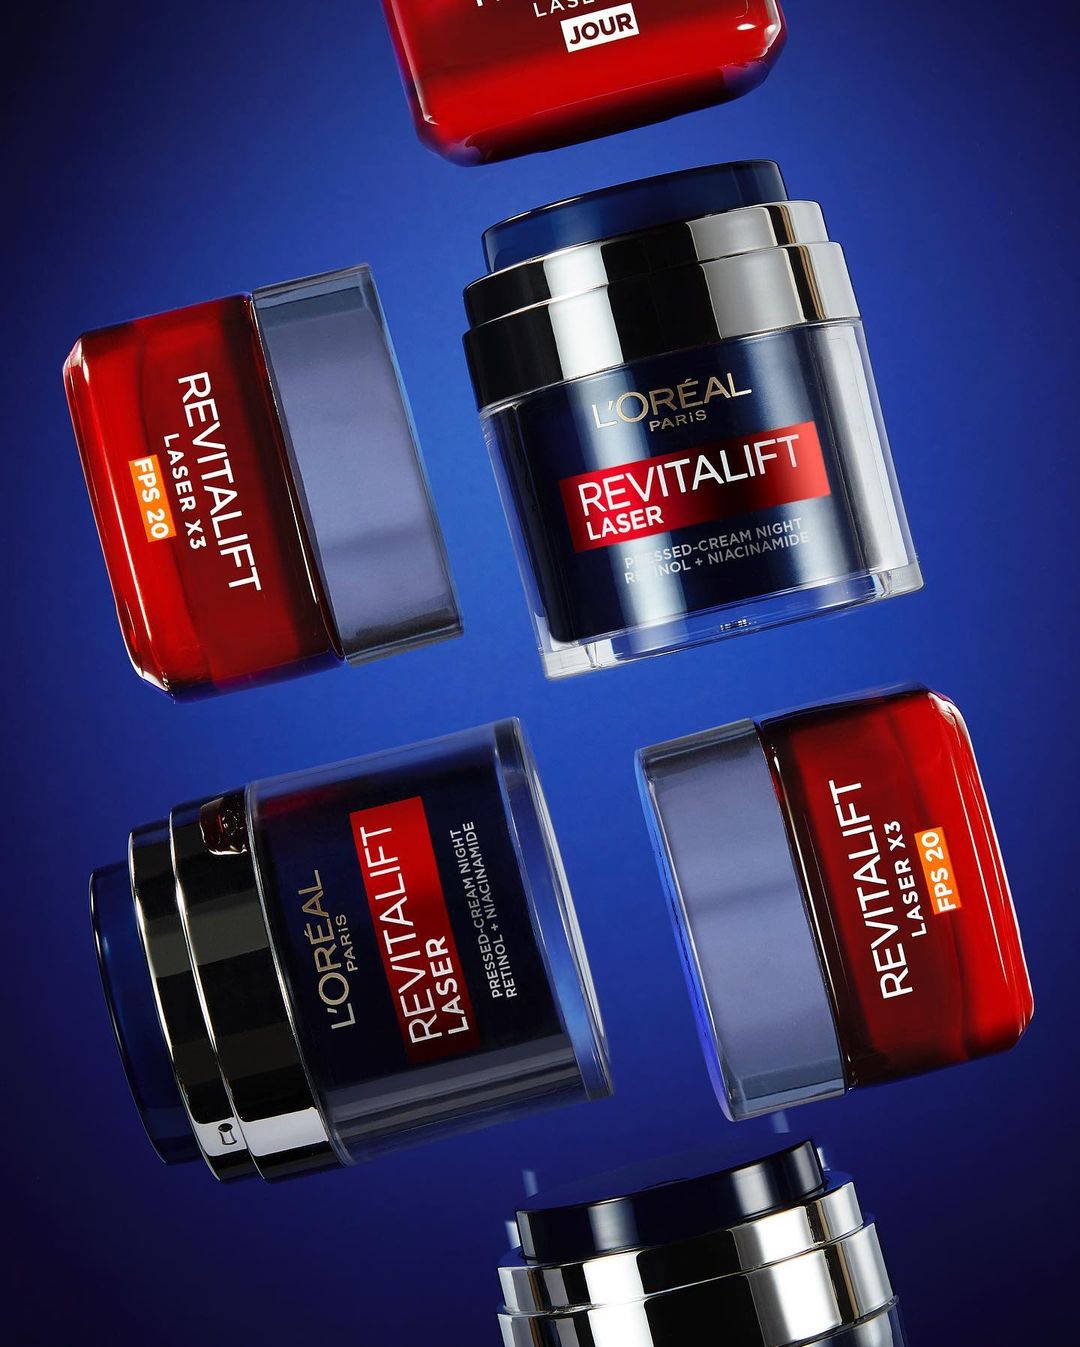 JOUR
L'ORÉAL
PARiS
REVITALIFT
LASER
PRESSED-CREAM NIGHT
RETINOL + NIACINAMIDE
REVITALIFT
LASER X3
FPS 20
L'ORÉAL
PARiS
REVITALIFT
LASER
PRESSED-CREAM NIGHT
RETINOL + NIACINAMIDE
REVITALIFT
LASER X3
FPS 20